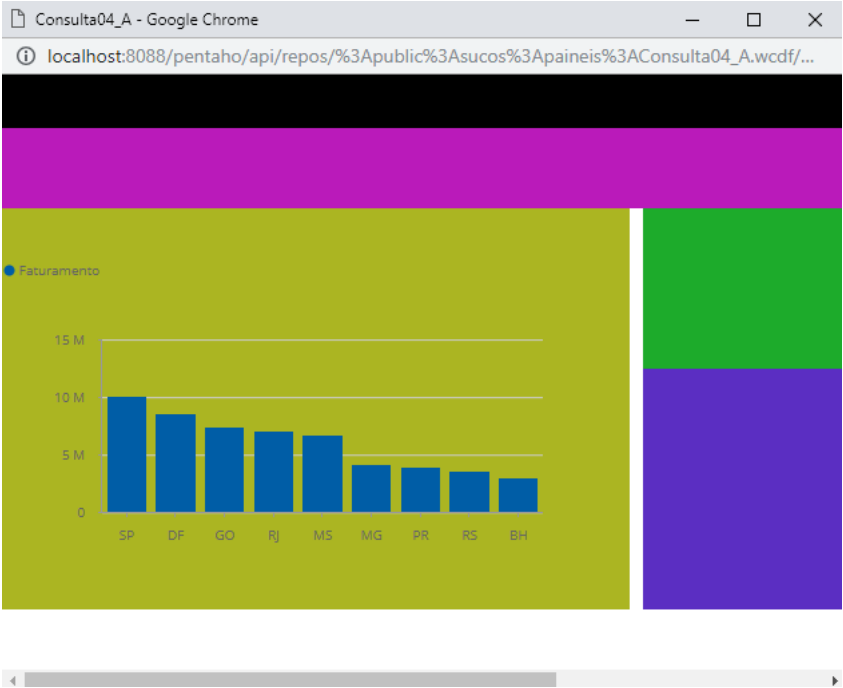 Consulta04_A - Google Chrome
localhost:8088/pentaho/api/repos/%3Apublic%3Asucos%3Apaineis%3AConsulta04_A.wcdf/...
Faturamento
15 M
10 M
5 M
0
SP DF GO RJ MS MG PR RS BH